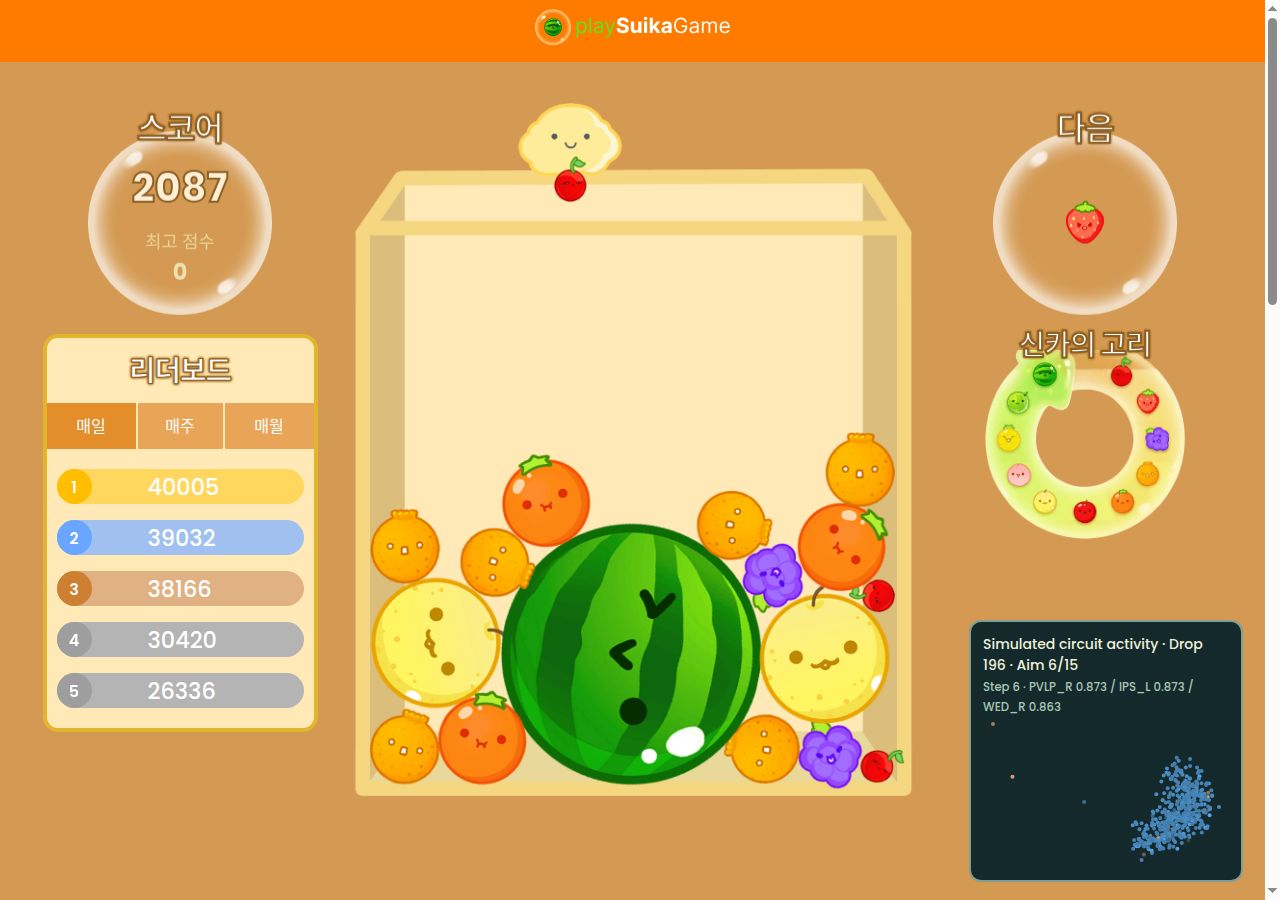 playSuikaGame
스코어
2087
최고 점수
0
다음
신카의 고리
리더보드
매일 매주 매월
1 40005
2 39032
3 38166
4 30420
5 26336
Simulated circuit activity · Drop
196 · Aim 6/15
Step 6 · PVLP_R 0.873 / IPS_L 0.873 /
WED_R 0.863